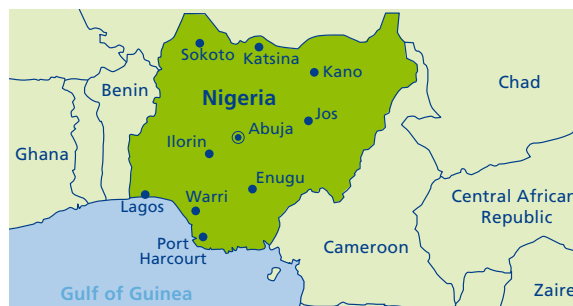 Sokoto
Katsina
Kano
Chad
Benin
Nigeria
Jos
Abuja
Ilorin
Ghana
Enugu
Lagos
Warri
Central African
Republic
Port
Harcourt
Cameroon
Gulf of Guinea
Zaire